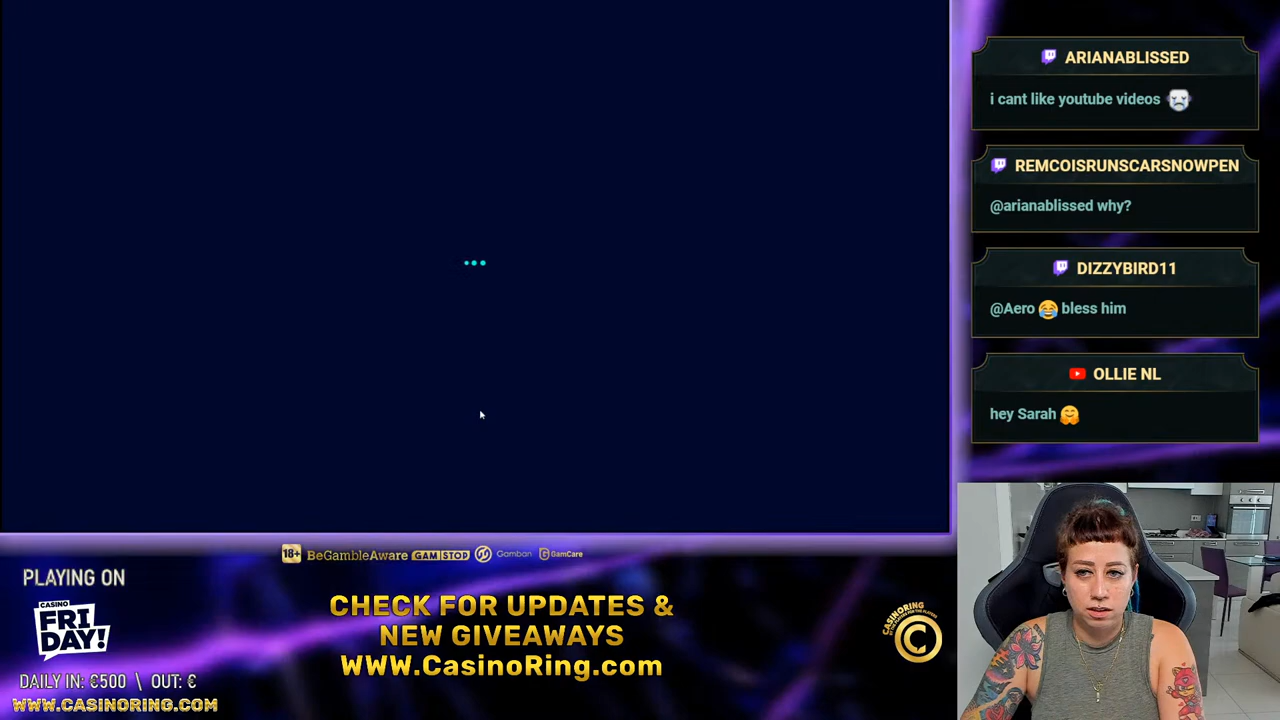 ARIANABLISSED
i cant like youtube videos
REMCOISRUNSCARSNOWPEN
@arianablissed why?
DIZZYBIRD11
@Aero 😂 bless him
OLLIE NL
hey Sarah 🤗
18+ BeGambleAware GAMSTOP Gamban GamCare
PLAYING ON
CASINO
FRI
DAY!
DAILY IN: €500 \ OUT: €
WWW.CASINORING.COM
CHECK FOR UPDATES &
NEW GIVEAWAYS
WWW.CasinoRing.com
CASINORING
C